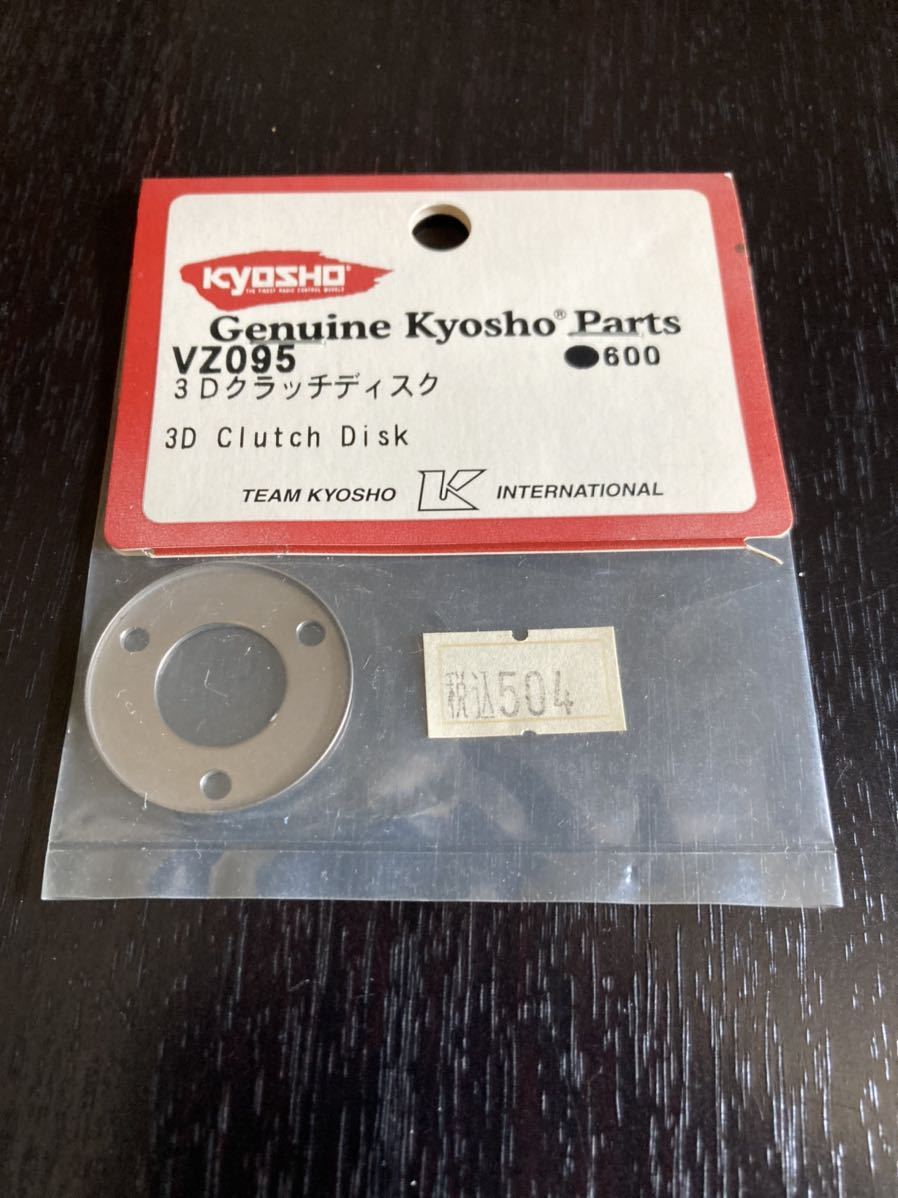 KYOSHO®
THE FINEST RADIO CONTROL MODELS
Genuine Kyosho® Parts
VZ095 ●600
3Dクラッチディスク
3D Clutch Disk
TEAM KYOSHO K INTERNATIONAL
税込504